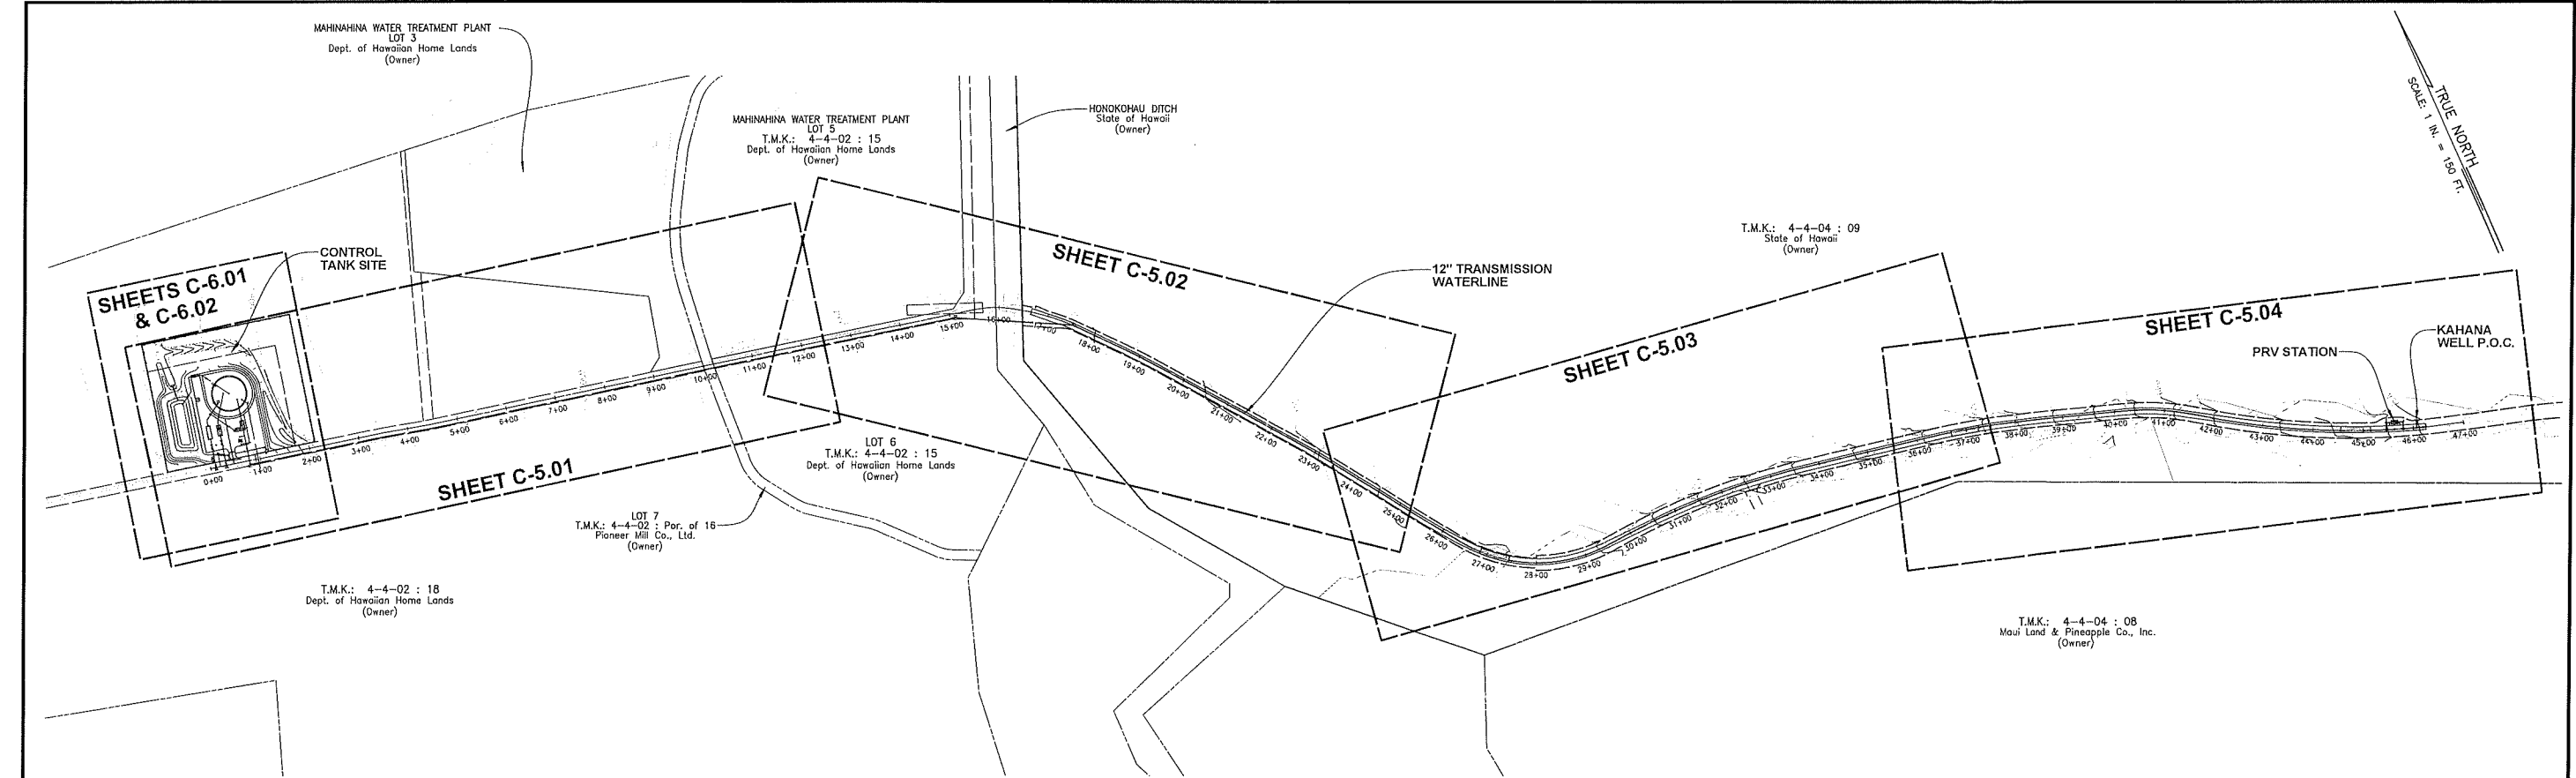 MAHINAHINA WATER TREATMENT PLANT
LOT 3
Dept. of Hawaiian Home Lands
(Owner)
MAHINAHINA WATER TREATMENT PLANT
LOT 5
T.M.K.: 4-4-02 : 15
Dept. of Hawaiian Home Lands
(Owner)
HONOKOHAU DITCH
State of Hawaii
(Owner)
TRUE NORTH
SCALE: 1 IN. = 150 FT.
T.M.K.: 4-4-04 : 09
State of Hawaii
(Owner)
CONTROL
TANK SITE
SHEETS C-6.01
& C-6.02
SHEET C-5.02
12" TRANSMISSION
WATERLINE
SHEET C-5.03
SHEET C-5.04
KAHANA
WELL P.O.C.
PRV STATION
SHEET C-5.01
LOT 6
T.M.K.: 4-4-02 : 15
Dept. of Hawaiian Home Lands
(Owner)
LOT 7
T.M.K.: 4-4-02 : Por. of 16
Pioneer Mill Co., Ltd.
(Owner)
T.M.K.: 4-4-02 : 18
Dept. of Hawaiian Home Lands
(Owner)
T.M.K.: 4-4-04 : 08
Maui Land & Pineapple Co., Inc.
(Owner)
0+00
1+00
2+00
3+00
4+00
5+00
6+00
7+00
8+00
9+00
10+00
11+00
12+00
13+00
14+00
15+00
16+00
17+00
18+00
19+00
20+00
21+00
22+00
23+00
24+00
25+00
26+00
27+00
28+00
29+00
30+00
31+00
32+00
33+00
34+00
35+00
36+00
37+00
38+00
39+00
40+00
41+00
42+00
43+00
44+00
45+00
46+00
47+00